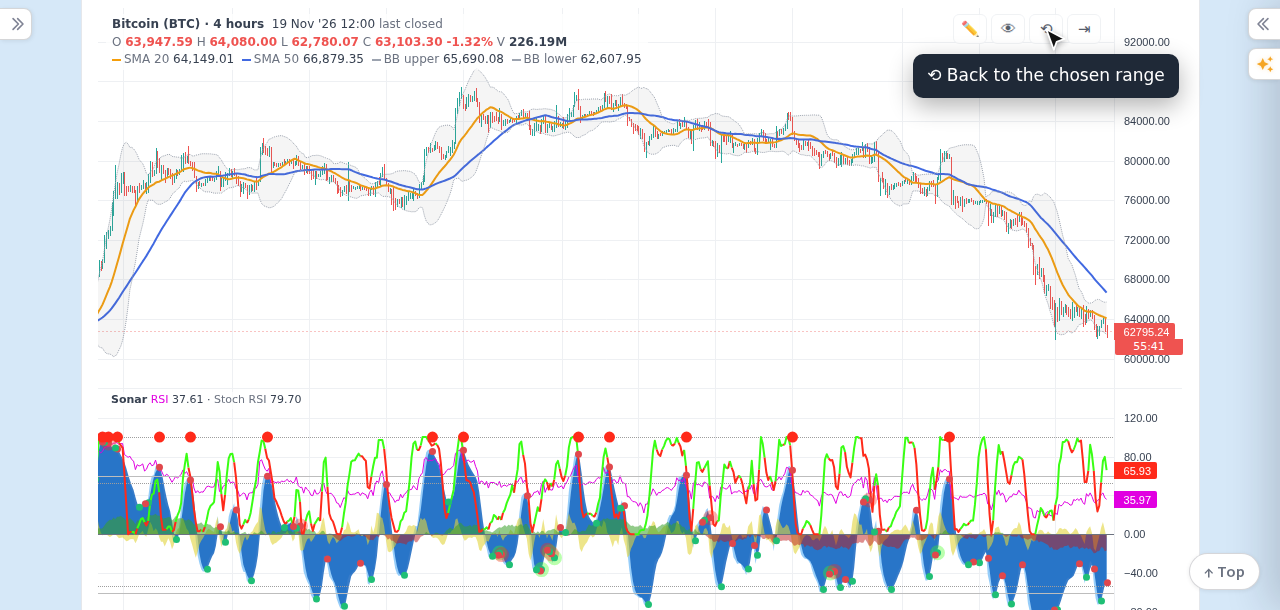 Bitcoin (BTC) · 4 hours 19 Nov '26 12:00 last closed
O 63,947.59 H 64,080.00 L 62,780.07 C 63,103.30 -1.32% V 226.19M
SMA 20 64,149.01 SMA 50 66,879.35 BB upper 65,690.08 BB lower 62,607.95
⟲ Back to the chosen range
92000.00
84000.00
80000.00
76000.00
72000.00
68000.00
64000.00
62795.24
55:41
60000.00
Sonar RSI 37.61 · Stoch RSI 79.70
120.00
80.00
65.93
35.97
0.00
−40.00
↑ Top